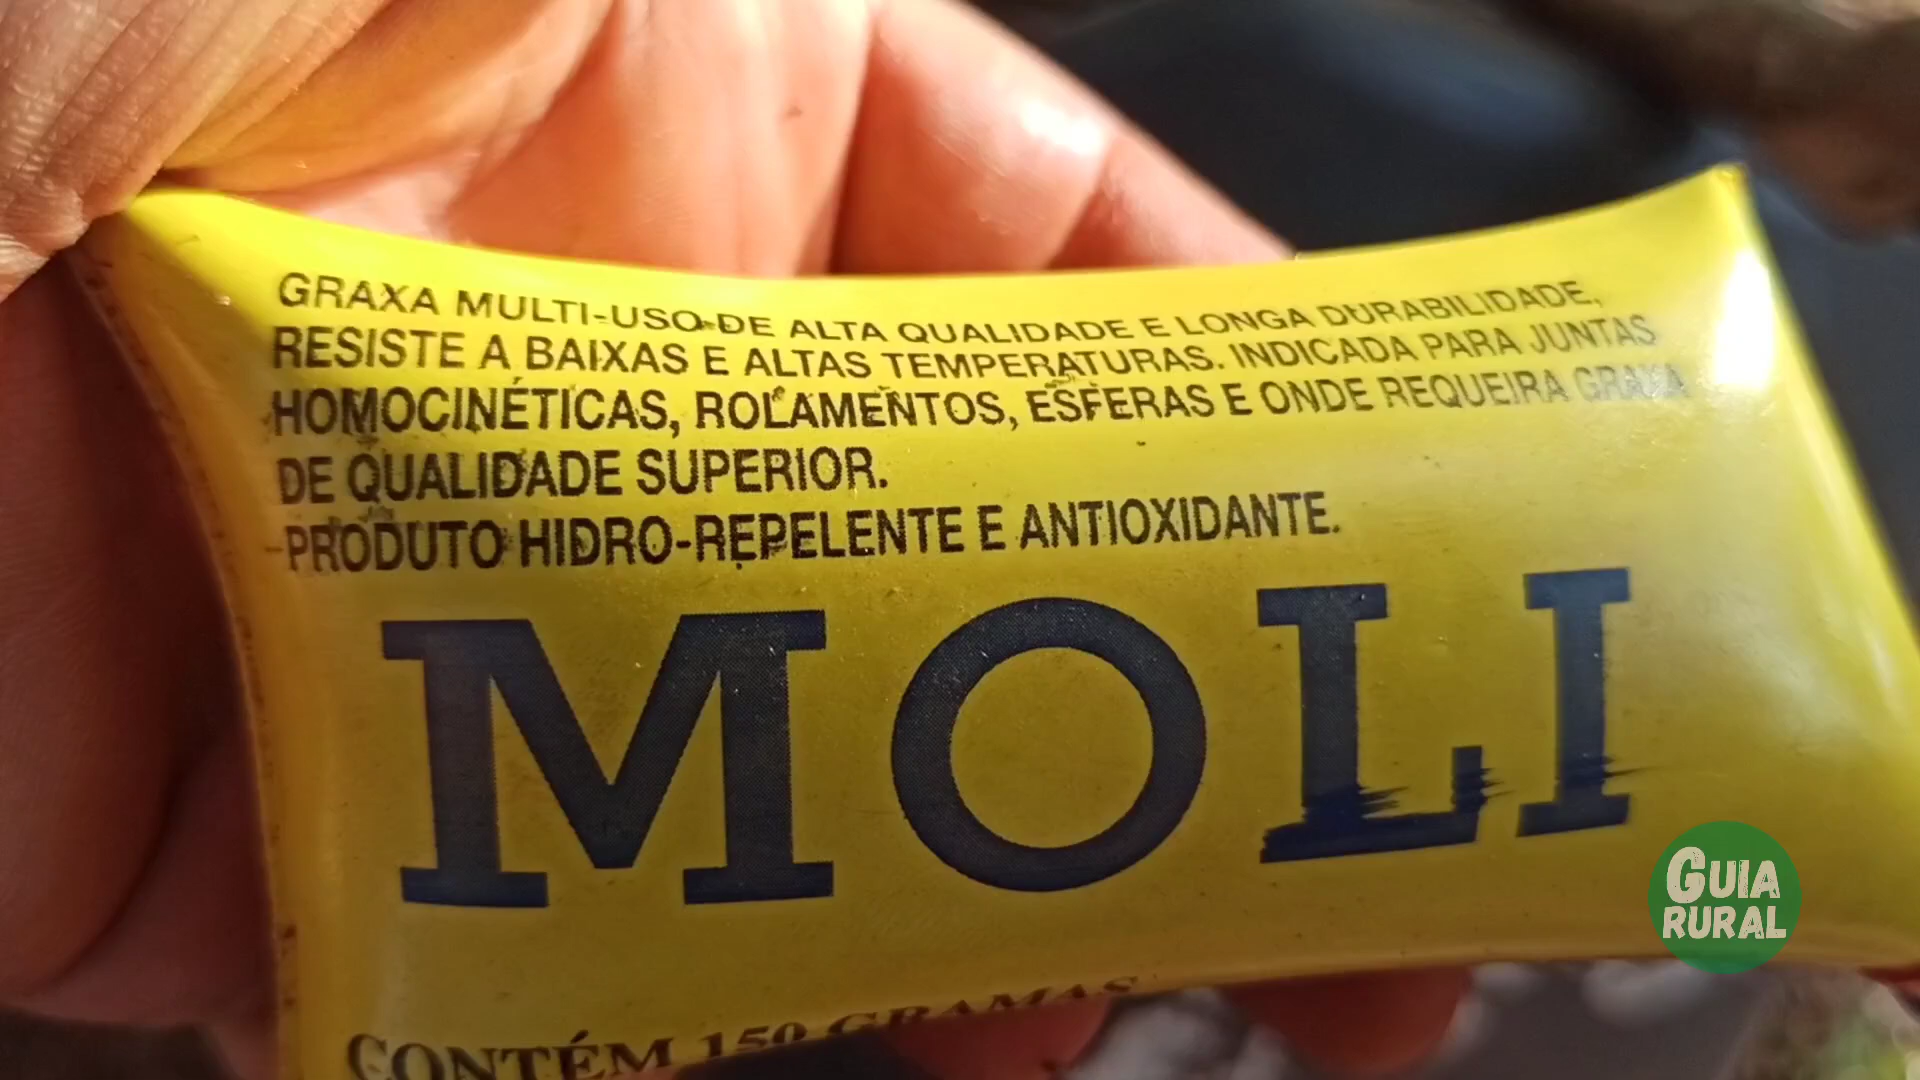 GRAXA MULTI-USO DE ALTA QUALIDADE E LONGA DURABILIDADE,
RESISTE A BAIXAS E ALTAS TEMPERATURAS. INDICADA PARA JUNTAS
HOMOCINÉTICAS, ROLAMENTOS, ESFERAS E ONDE REQUEIRA GRAXA
DE QUALIDADE SUPERIOR.
-PRODUTO HIDRO-REPELENTE E ANTIOXIDANTE.
MOLI
CONTÉM 150 GRAMAS
GUIA
RURAL